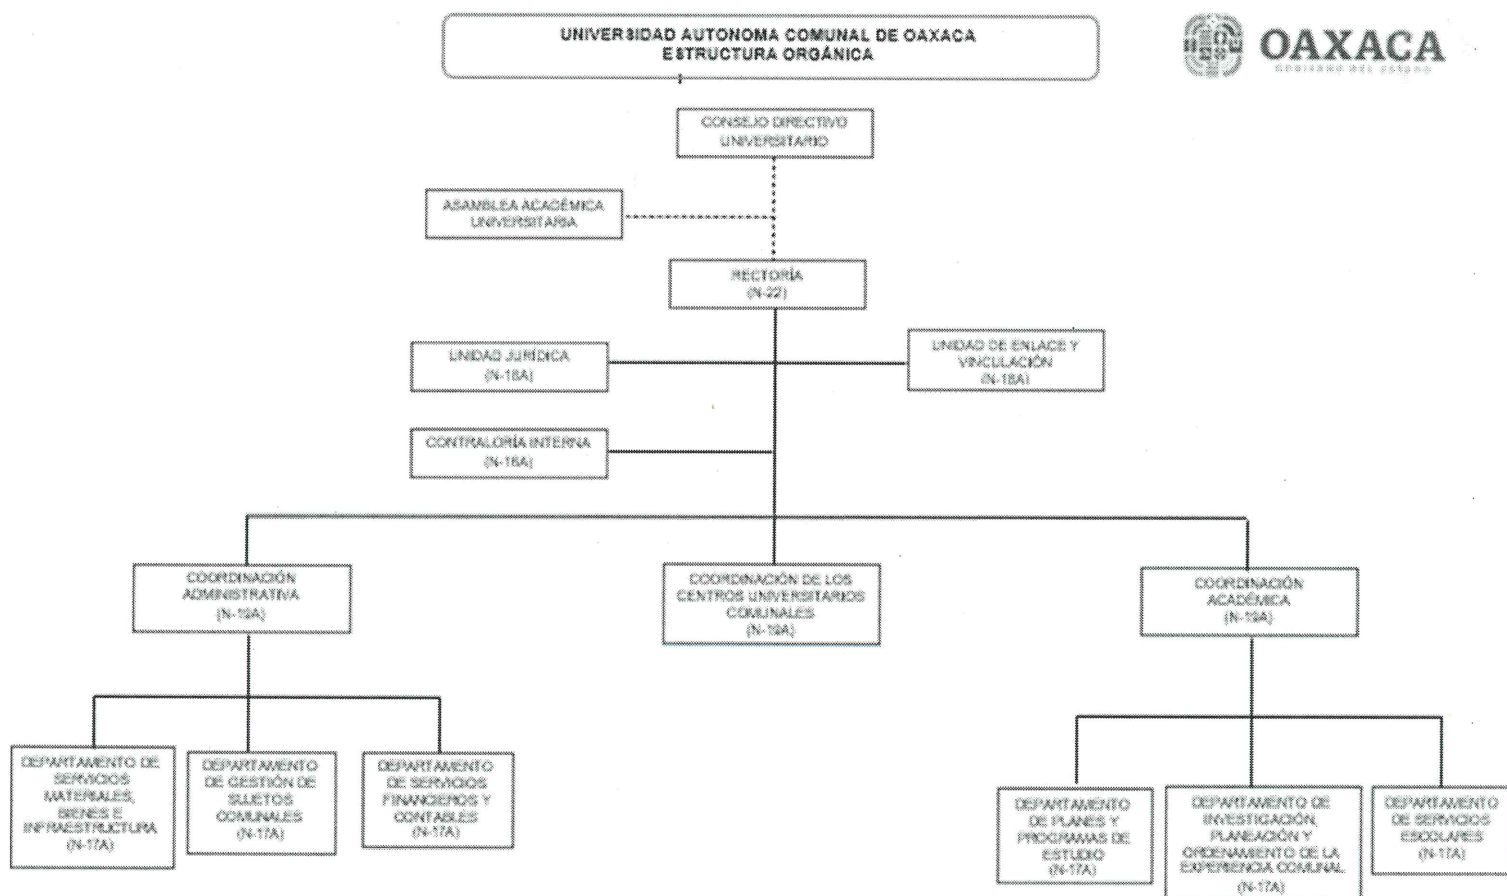 UNIVERSIDAD AUTONOMA COMUNAL DE OAXACA
ESTRUCTURA ORGÁNICA
OAXACA
GOBIERNO DEL ESTADO
CONSEJO DIRECTIVO
UNIVERSITARIO
ASAMBLEA ACADÉMICA
UNIVERSITARIA
RECTORÍA
(N-22)
UNIDAD JURÍDICA
(N-18A)
UNIDAD DE ENLACE Y
VINCULACIÓN
(N-18A)
CONTRALORÍA INTERNA
(N-18A)
COORDINACIÓN
ADMINISTRATIVA
(N-19A)
COORDINACIÓN DE LOS
CENTROS UNIVERSITARIOS
COMUNALES
(N-19A)
COORDINACIÓN
ACADÉMICA
(N-19A)
DEPARTAMENTO DE
SERVICIOS
MATERIALES,
BIENES E
INFRAESTRUCTURA
(N-17A)
DEPARTAMENTO
DE GESTIÓN DE
SUJETOS
COMUNALES
(N-17A)
DEPARTAMENTO
DE SERVICIOS
FINANCIEROS Y
CONTABLES
(N-17A)
DEPARTAMENTO
DE PLANES Y
PROGRAMAS DE
ESTUDIO
(N-17A)
DEPARTAMENTO DE
INVESTIGACIÓN,
PLANEACIÓN Y
ORDENAMIENTO DE LA
EXPERIENCIA COMUNAL
(N-17A)
DEPARTAMENTO
DE SERVICIOS
ESCOLARES
(N-17A)